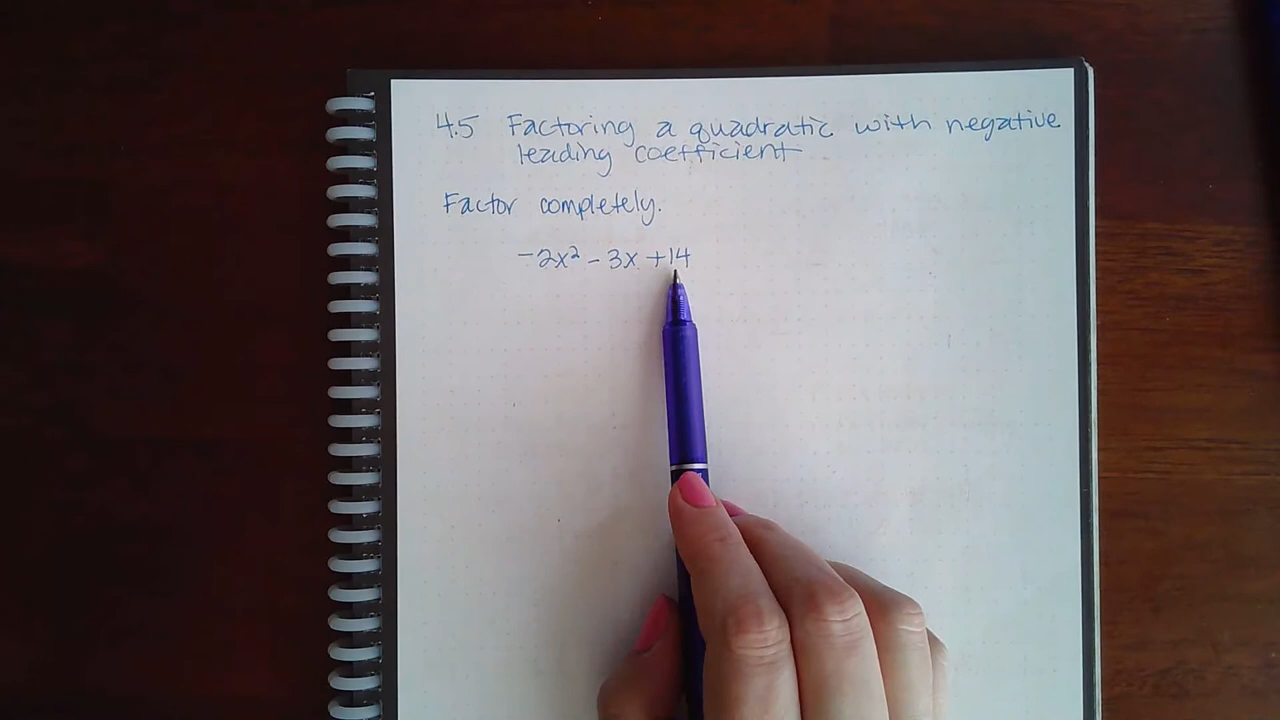 4.5 Factoring a quadratic with negative
leading coefficient
Factor completely.
-2x² - 3x + 14